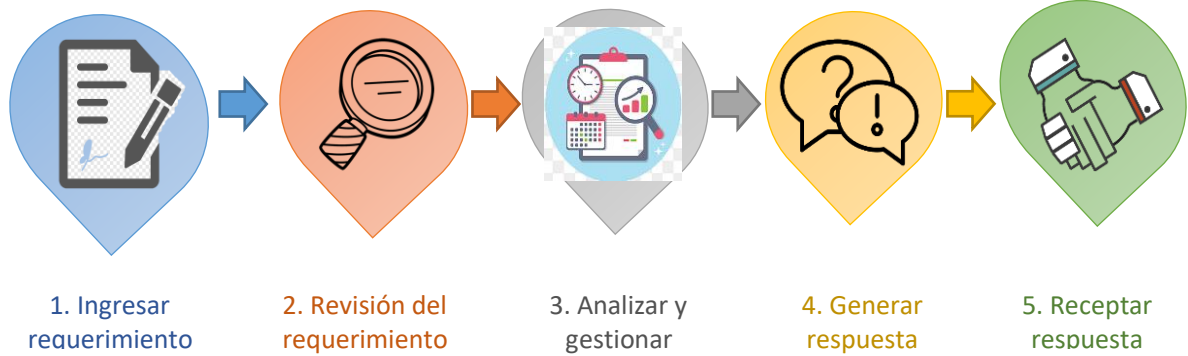 1. Ingresar
requerimiento
2. Revisión del
requerimiento
3. Analizar y
gestionar
4. Generar
respuesta
5. Receptar
respuesta